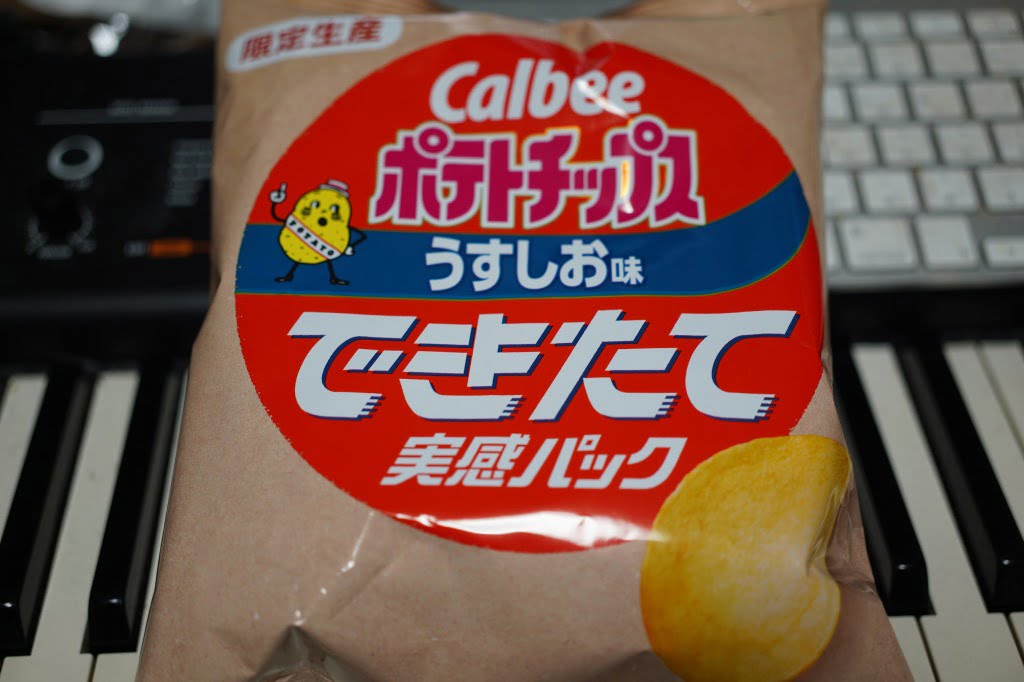 限定生産
Calbee
ポテトチップス
POTATO
うすしお味
できたて
実感パック